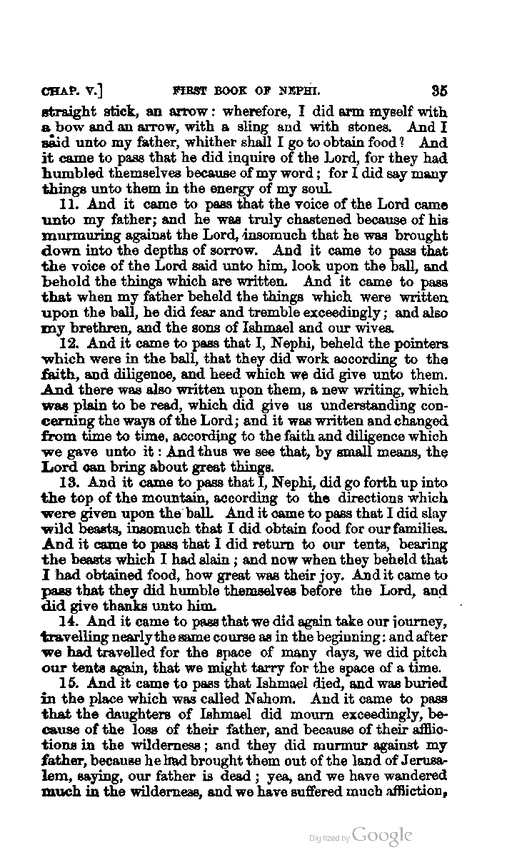 CHAP. V.] FIRST BOOK OF NEPHI. 35
straight stick, an arrow: wherefore, I did arm myself with
a bow and an arrow, with a sling and with stones. And I
said unto my father, whither shall I go to obtain food? And
it came to pass that he did inquire of the Lord, for they had
humbled themselves because of my word; for I did say many
things unto them in the energy of my soul.
11. And it came to pass that the voice of the Lord came
unto my father; and he was truly chastened because of his
murmuring against the Lord, insomuch that he was brought
down into the depths of sorrow. And it came to pass that
the voice of the Lord said unto him, look upon the ball, and
behold the things which are written. And it came to pass
that when my father beheld the things which were written
upon the ball, he did fear and tremble exceedingly; and also
my brethren, and the sons of Ishmael and our wives.
12. And it came to pass that I, Nephi, beheld the pointers
which were in the ball, that they did work according to the
faith, and diligence, and heed which we did give unto them.
And there was also written upon them, a new writing, which
was plain to be read, which did give us understanding con-
cerning the ways of the Lord; and it was written and changed
from time to time, according to the faith and diligence which
we gave unto it: And thus we see that, by small means, the
Lord can bring about great things.
13. And it came to pass that I, Nephi, did go forth up into
the top of the mountain, according to the directions which
were given upon the ball. And it came to pass that I did slay
wild beasts, insomuch that I did obtain food for our families.
And it came to pass that I did return to our tents, bearing
the beasts which I had slain; and now when they beheld that
I had obtained food, how great was their joy. And it came to
pass that they did humble themselves before the Lord, and
did give thanks unto him.
14. And it came to pass that we did again take our journey,
travelling nearly the same course as in the beginning: and after
we had travelled for the space of many days, we did pitch
our tents again, that we might tarry for the space of a time.
15. And it came to pass that Ishmael died, and was buried
in the place which was called Nahom. And it came to pass
that the daughters of Ishmael did mourn exceedingly, be-
cause of the loss of their father, and because of their afflic-
tions in the wilderness; and they did murmur against my
father, because he had brought them out of the land of Jerusa-
lem, saying, our father is dead; yea, and we have wandered
much in the wilderness, and we have suffered much affliction,
Digitized by Google